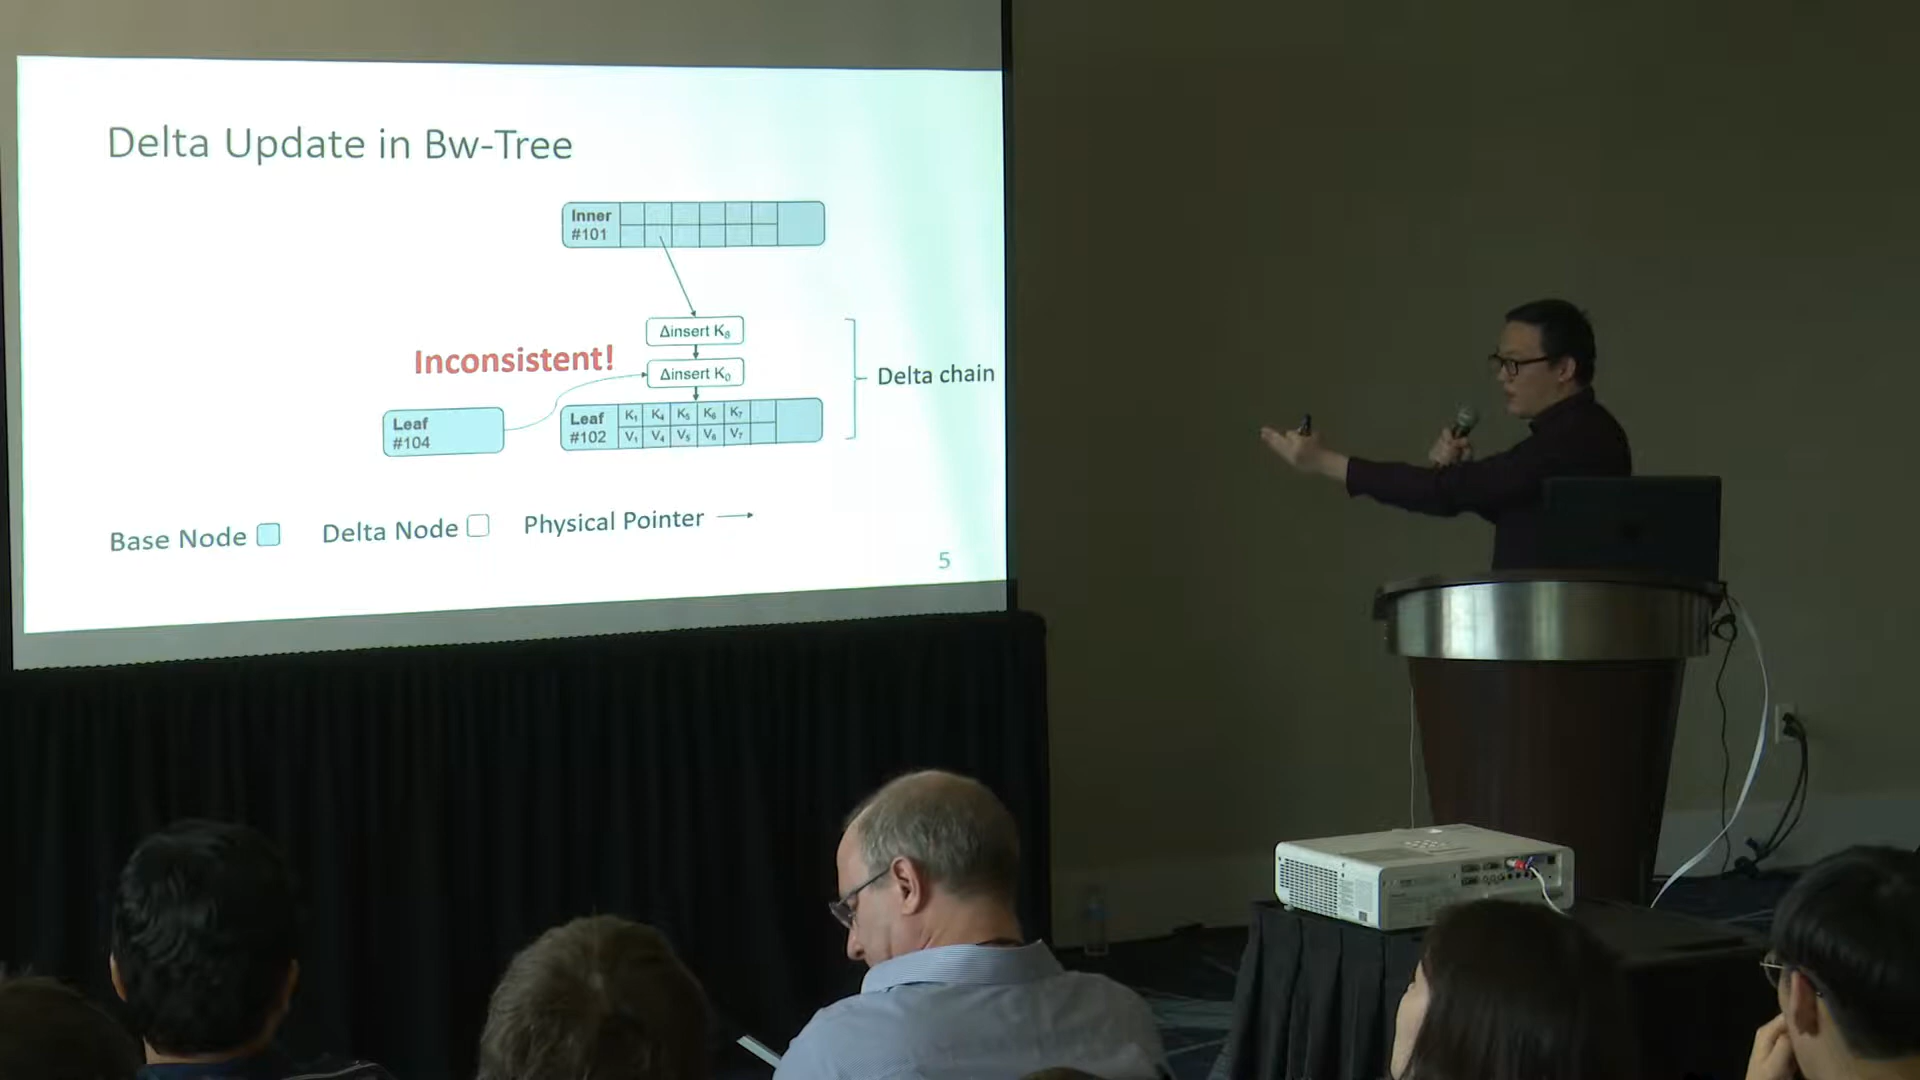 Delta Update in Bw-Tree
Inner
#101
Δinsert K₈
Inconsistent!
Δinsert K₀
Delta chain
Leaf
#104
Leaf
#102
K₁ K₄ K₅ K₆ K₇
V₁ V₄ V₅ V₆ V₇
Base Node
Delta Node
Physical Pointer
5